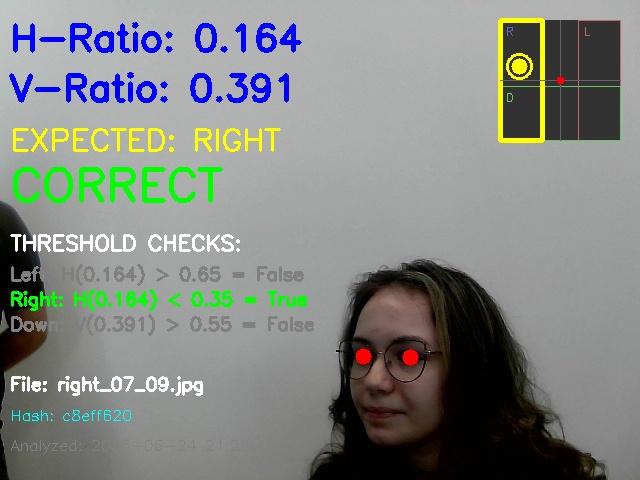 H-Ratio: 0.164
V-Ratio: 0.391
EXPECTED: RIGHT
CORRECT
THRESHOLD CHECKS:
Left: H(0.164) > 0.65 = False
Right: H(0.164) < 0.35 = True
Down: V(0.391) > 0.55 = False
File: right_07_09.jpg
Hash: c8eff620
Analyzed:
R
L
D